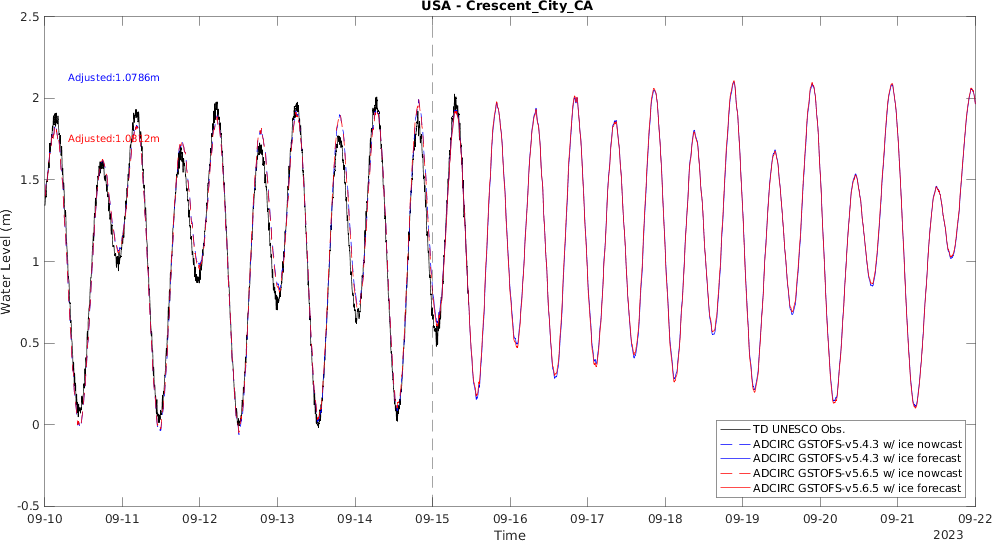 USA - Crescent_City_CA
2.5
2
1.5
1
0.5
0
-0.5
Water Level (m)
Adjusted:1.0786m
Adjusted:1.0812m
TD UNESCO Obs.
ADCIRC GSTOFS-v5.4.3 w/ ice nowcast
ADCIRC GSTOFS-v5.4.3 w/ ice forecast
ADCIRC GSTOFS-v5.6.5 w/ ice nowcast
ADCIRC GSTOFS-v5.6.5 w/ ice forecast
09-10 09-11 09-12 09-13 09-14 09-15 09-16 09-17 09-18 09-19 09-20 09-21 09-22
Time
2023